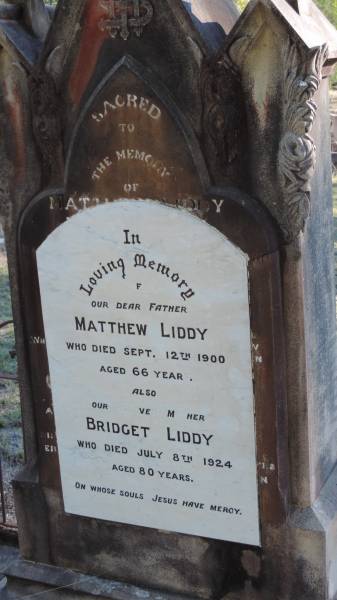 IHS
SACRED
TO
THE MEMORY
OF
In
Loving Memory
F
OUR DEAR FATHER
MATTHEW LIDDY
WHO DIED SEPT. 12TH 1900
AGED 66 YEAR .
ALSO
OUR VE M HER
BRIDGET LIDDY
WHO DIED JULY 8TH 1924
AGED 80 YEARS.
ON WHOSE SOULS JESUS HAVE MERCY.